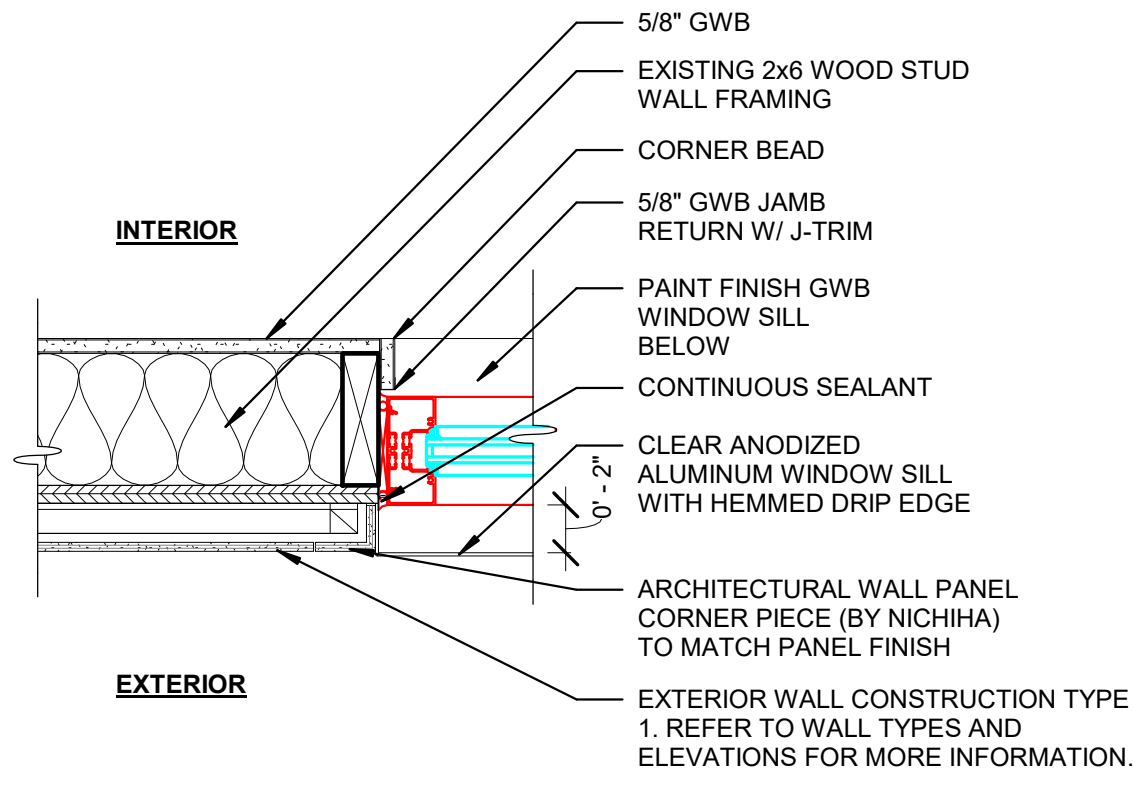 5/8" GWB
EXISTING 2x6 WOOD STUD
WALL FRAMING
CORNER BEAD
5/8" GWB JAMB
RETURN W/ J-TRIM
INTERIOR
PAINT FINISH GWB
WINDOW SILL
BELOW
CONTINUOUS SEALANT
CLEAR ANODIZED
ALUMINUM WINDOW SILL
WITH HEMMED DRIP EDGE
0' - 2"
ARCHITECTURAL WALL PANEL
CORNER PIECE (BY NICHIHA)
TO MATCH PANEL FINISH
EXTERIOR
EXTERIOR WALL CONSTRUCTION TYPE
1. REFER TO WALL TYPES AND
ELEVATIONS FOR MORE INFORMATION.